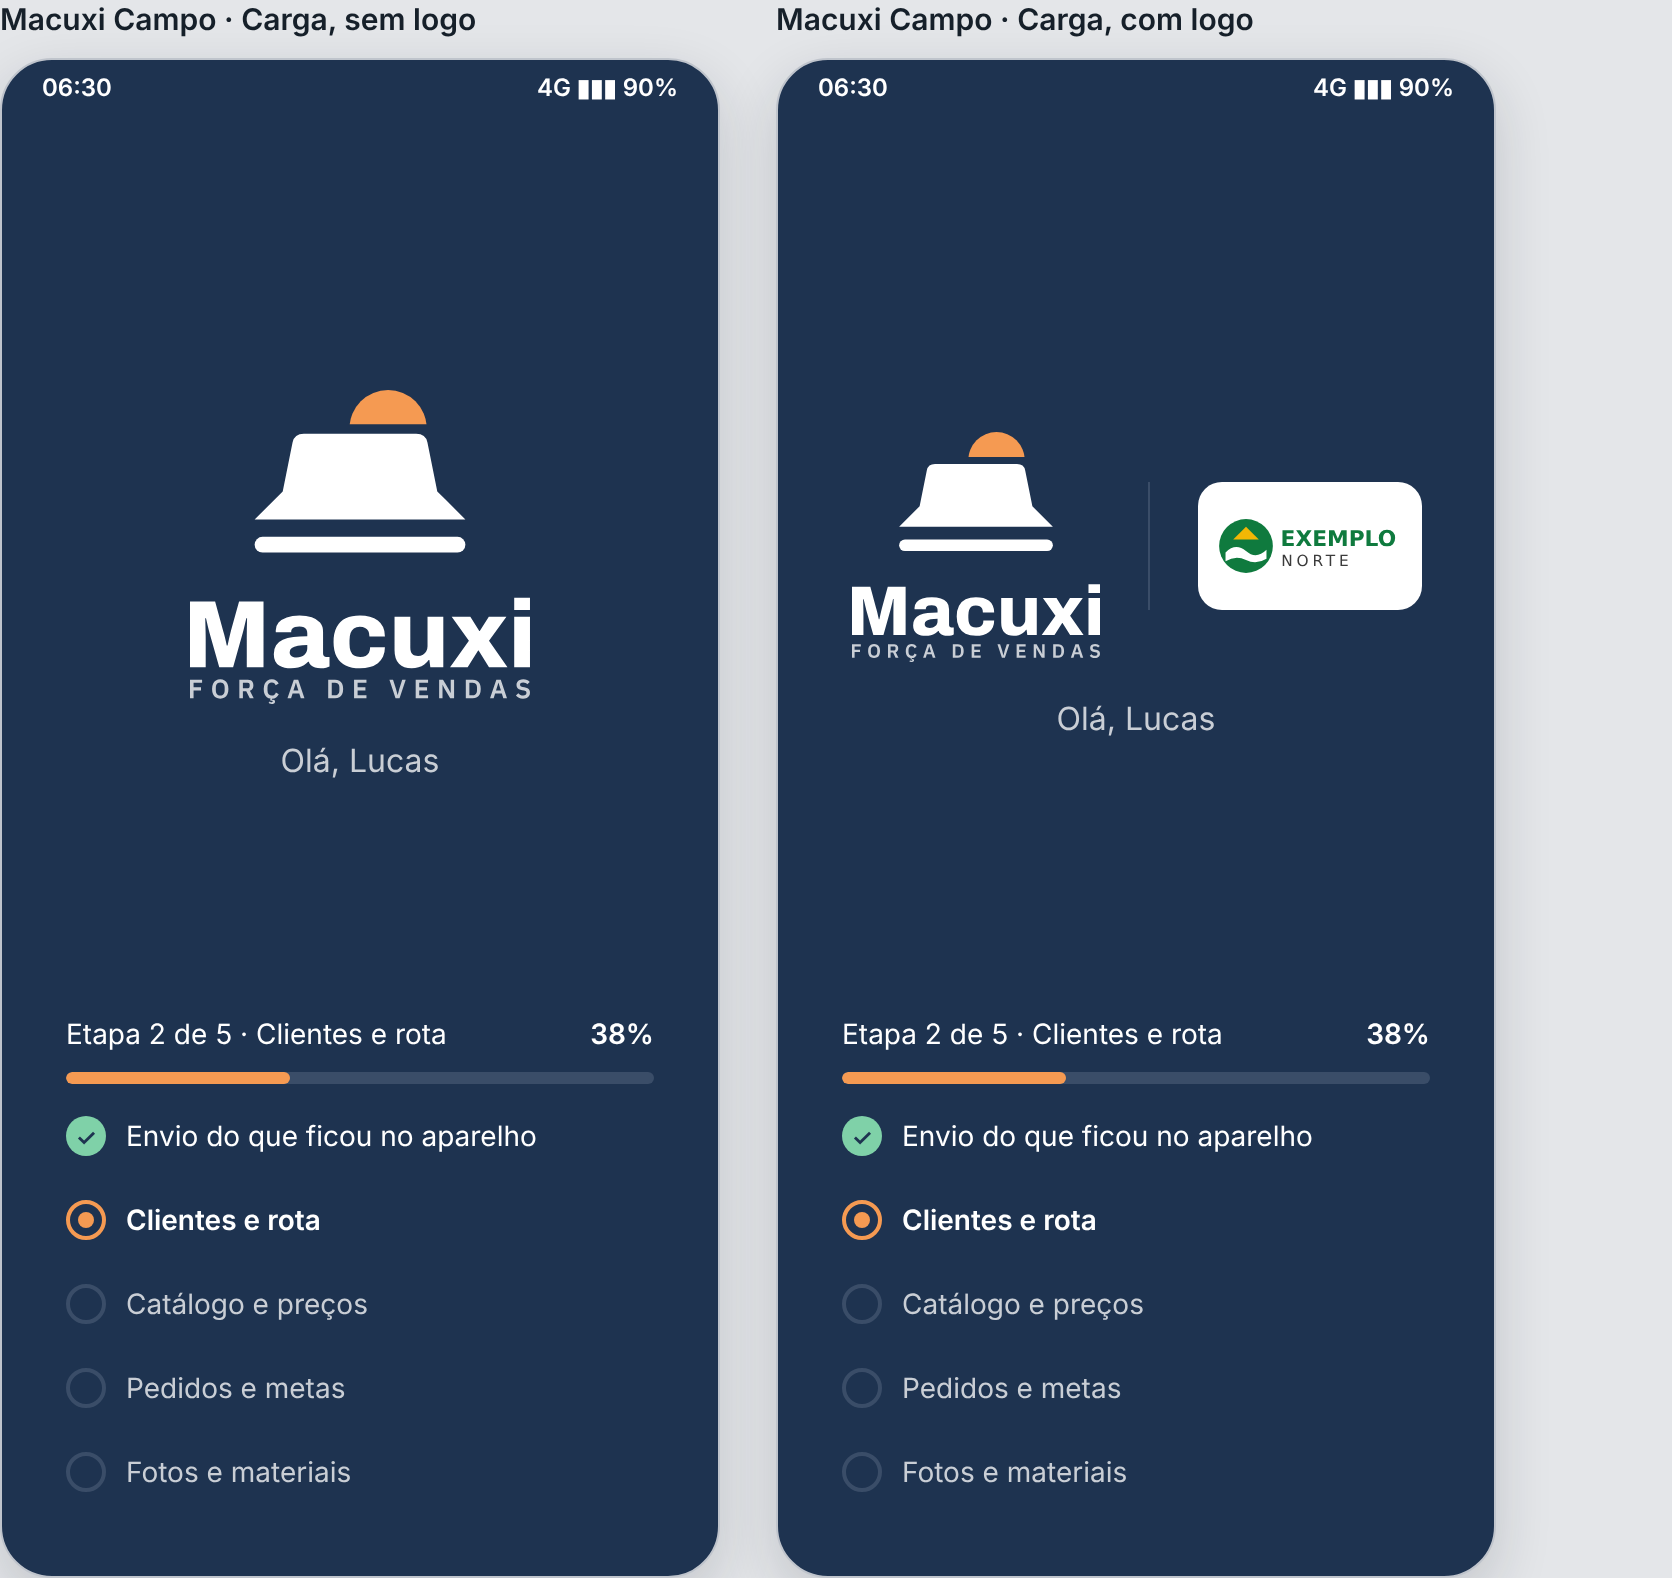 Macuxi Campo · Carga, sem logo
06:30
4G 90%
Macuxi
FORÇA DE VENDAS
Olá, Lucas
Etapa 2 de 5 · Clientes e rota
38%
Envio do que ficou no aparelho
Clientes e rota
Catálogo e preços
Pedidos e metas
Fotos e materiais
Macuxi Campo · Carga, com logo
06:30
4G 90%
Macuxi
FORÇA DE VENDAS
EXEMPLO
NORTE
Olá, Lucas
Etapa 2 de 5 · Clientes e rota
38%
Envio do que ficou no aparelho
Clientes e rota
Catálogo e preços
Pedidos e metas
Fotos e materiais